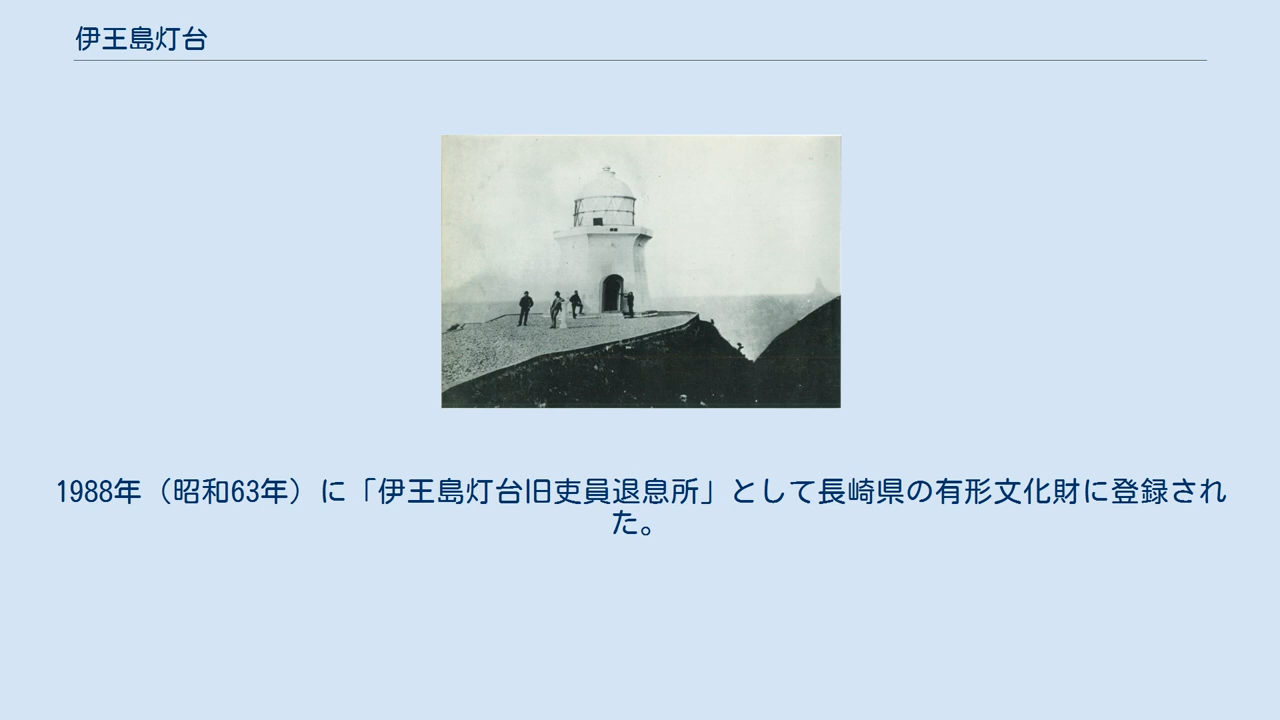 伊王島灯台
1988年（昭和63年）に「伊王島灯台旧吏員退息所」として長崎県の有形文化財に登録され
た。